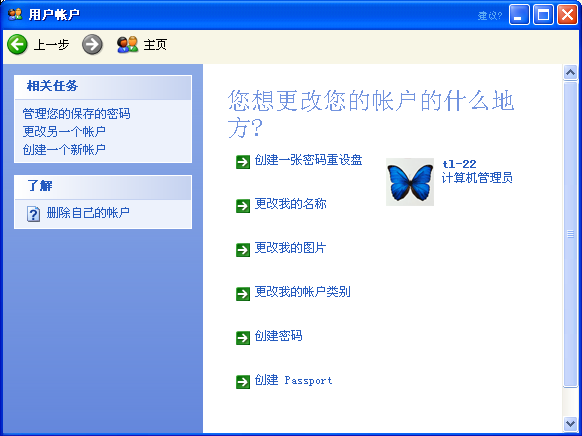 用户帐户
建议?
上一步
主页
相关任务
管理您的保存的密码
更改另一个帐户
创建一个新帐户
了解
删除自己的帐户
您想更改您的帐户的什么地
方?
创建一张密码重设盘
更改我的名称
更改我的图片
更改我的帐户类别
创建密码
创建 Passport
tl-22
计算机管理员